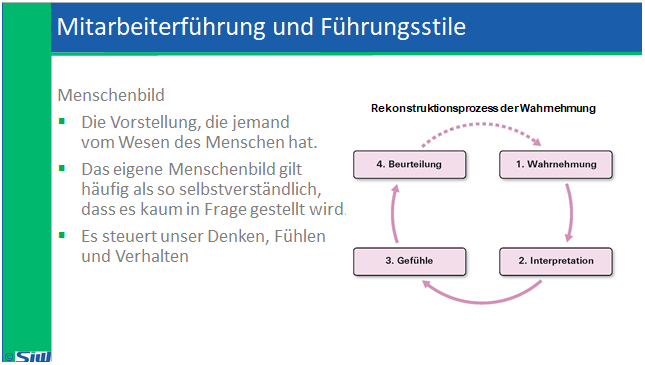 Mitarbeiterführung und Führungsstile
Menschenbild
Die Vorstellung, die jemand
vom Wesen des Menschen hat.
Das eigene Menschenbild gilt
häufig als so selbstverständlich,
dass es kaum in Frage gestellt wird.
Es steuert unser Denken, Fühlen
und Verhalten
Rekonstruktionsprozess der Wahrnehmung
4. Beurteilung
1. Wahrnehmung
3. Gefühle
2. Interpretation
©